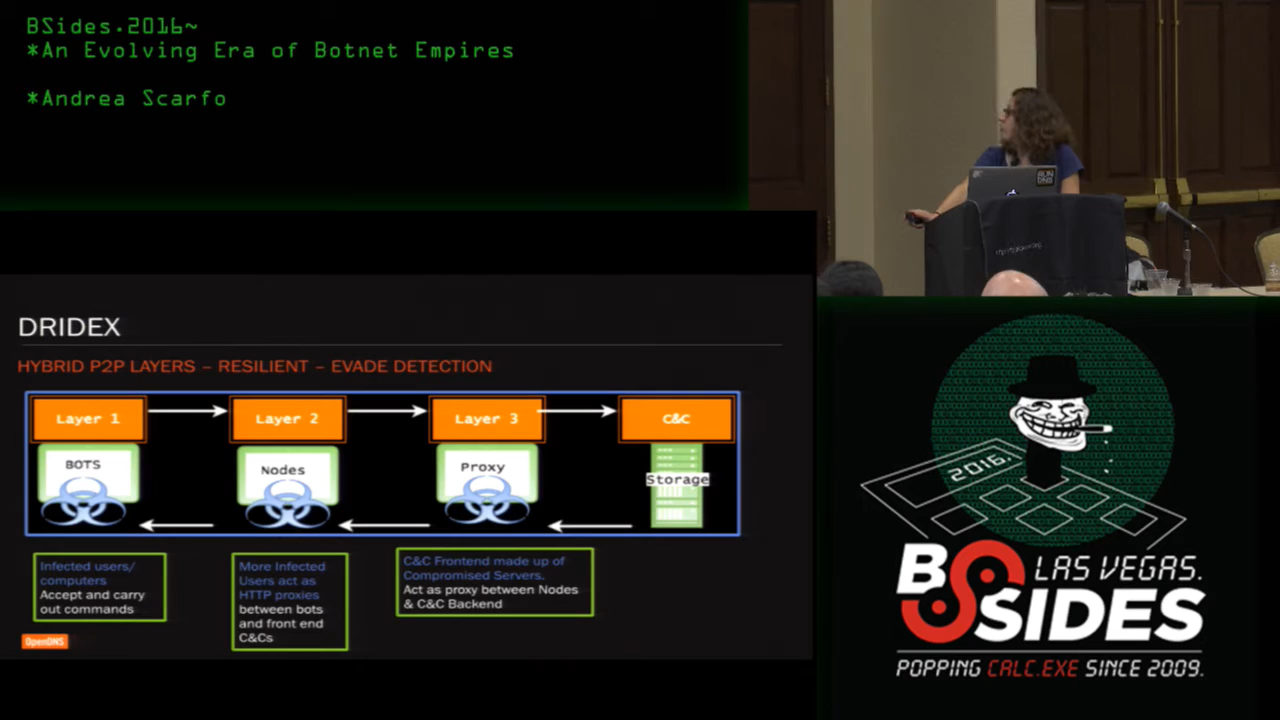 BSides.2016~
*An Evolving Era of Botnet Empires
*Andrea Scarfo
RUN
DNS
DRIDEX
HYBRID P2P LAYERS – RESILIENT – EVADE DETECTION
Layer 1
Layer 2
Layer 3
C&C
BOTS
Nodes
Proxy
Storage
Infected users/
computers
Accept and carry
out commands
More Infected
Users act as
HTTP proxies
between bots
and front end
C&Cs
C&C Frontend made up of
Compromised Servers.
Act as proxy between Nodes
& C&C Backend
OpenDNS
2016.
BSIDES
LAS VEGAS.
POPPING CALC.EXE SINCE 2009.